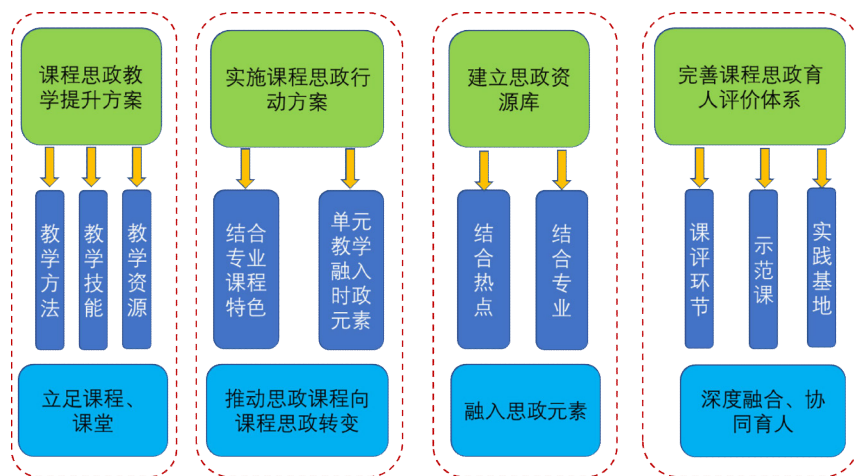 课程思政教
学提升方案
教学方法
教学技能
教学资源
立足课程、
课堂
实施课程思政行
动方案
结合
专业
课程
特色
单元
教学
融入
时政
元素
推动思政课程向
课程思政转变
建立思政资
源库
结合热点
结合专业
融入思政元素
完善课程思政育
人评价体系
课评环节
示范课
实践基地
深度融合、协
同育人